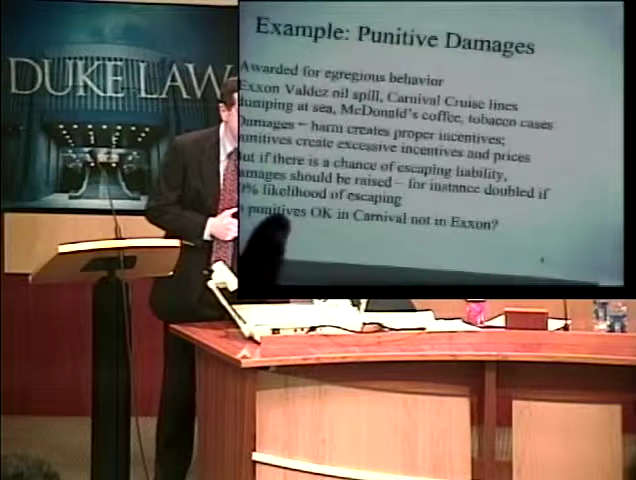 DUKE LAW
Example: Punitive Damages
Awarded for egregious behavior
Exxon Valdez nil spill, Carnival Cruise lines
dumping at sea, McDonald's coffee, tobacco cases
Damages – harm creates proper incentives;
punitives create excessive incentives and prices
but if there is a chance of escaping liability,
amages should be raised – for instance doubled if
0% likelihood of escaping
punitives OK in Carnival not in Exxon?